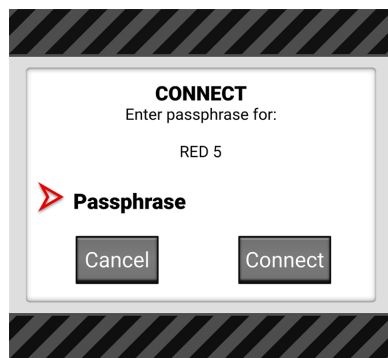 CONNECT
Enter passphrase for:
RED 5
Passphrase
Cancel
Connect